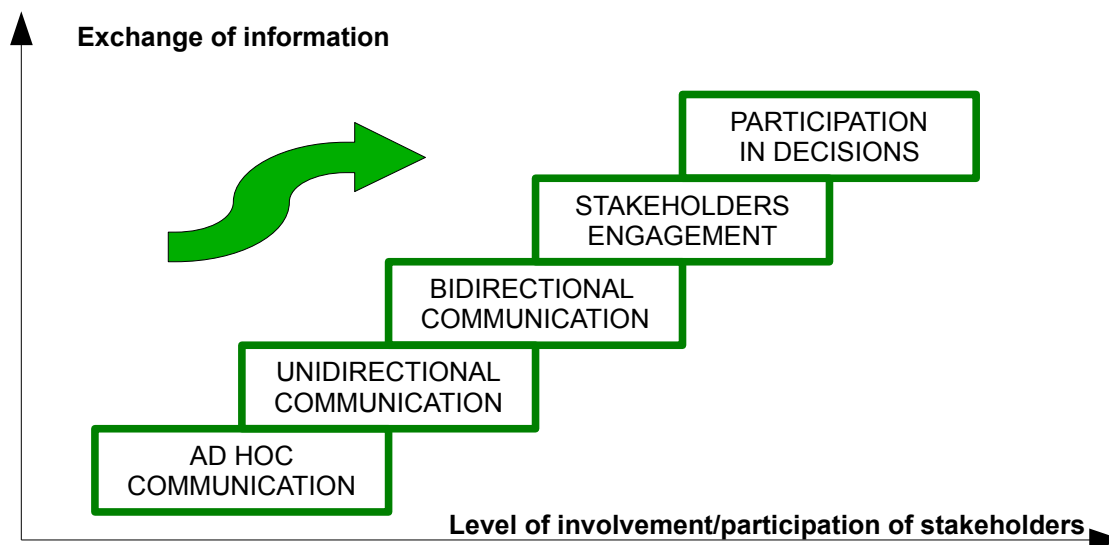 Exchange of information
PARTICIPATION
IN DECISIONS
STAKEHOLDERS
ENGAGEMENT
BIDIRECTIONAL
COMMUNICATION
UNIDIRECTIONAL
COMMUNICATION
AD HOC
COMMUNICATION
Level of involvement/participation of stakeholders